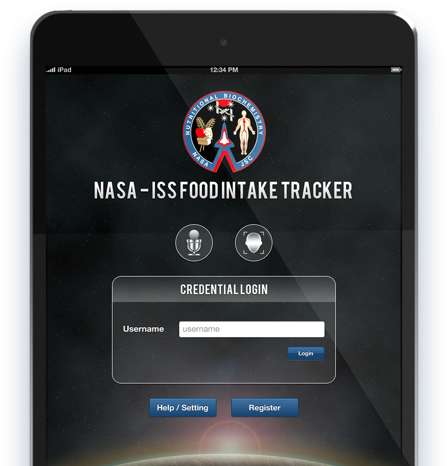 iPad 12:34 PM
NUTRITIONAL BIOCHEMISTRY
NASA JSC
NASA - ISS FOOD INTAKE TRACKER
CREDENTIAL LOGIN
Username username
Login
Help / Setting Register